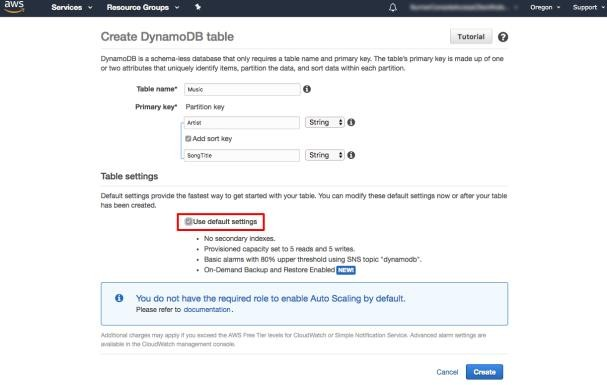 aws Services Resource Groups Oregon Support
Create DynamoDB table
Tutorial
DynamoDB is a schema-less database that only requires a table name and primary key. The table's primary key is made up of one
or two attributes that uniquely identify items, partition the data, and sort data within each partition.
Table name* Music
Primary key* Partition key
Artist String
Add sort key
SongTitle String
Table settings
Default settings provide the fastest way to get started with your table. You can modify these default settings now or after your table
has been created.
Use default settings
• No secondary indexes.
• Provisioned capacity set to 5 reads and 5 writes.
• Basic alarms with 80% upper threshold using SNS topic "dynamodb".
• On-Demand Backup and Restore Enabled NEW!
You do not have the required role to enable Auto Scaling by default.
Please refer to documentation.
Additional charges may apply if you exceed the AWS Free Tier levels for CloudWatch or Simple Notification Service. Advanced alarm settings are
available in the CloudWatch management console.
Cancel Create